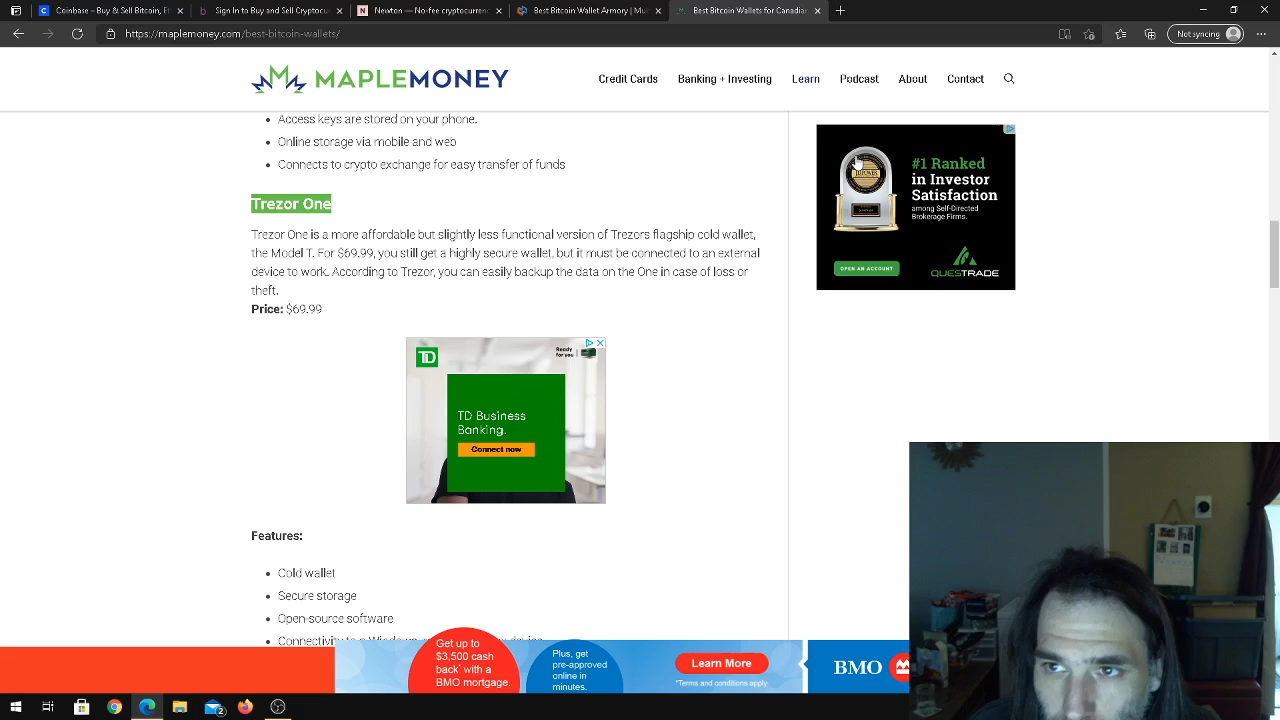 Coinbase – Buy & Sell Bitcoin, Et
Sign In to Buy and Sell Cryptocu
Newton — No-fee cryptocurrenc
Best Bitcoin Wallet Armory | Mul
Best Bitcoin Wallets for Canadian
https://maplemoney.com/best-bitcoin-wallets/
Not syncing
MAPLEMONEY
Credit Cards
Banking + Investing
Learn
Podcast
About
Contact
Access keys are stored on your phone.
Online storage via mobile and web
Connects to crypto exchange for easy transfer of funds
Trezor One
Trezor One is a more affordable but slightly less functional version of Trezors flagship cold wallet,
the Model T. For $69.99, you still get a highly secure wallet, but it must be connected to an external
device to work. According to Trezor, you can easily backup the data on the One in case of loss or
theft.
Price: $69.99
#1 Ranked
in Investor
Satisfaction
among Self-Directed
Brokerage Firms.
OPEN AN ACCOUNT
QUESTRADE
TD
Ready
for you
TD Business
Banking.
Connect now
Features:
Cold wallet
Secure storage
Open-source software
Get up to
$3,500 cash
back* with a
BMO mortgage.
Plus, get
pre-approved
online in
minutes.
Learn More
*Terms and conditions apply
BMO
2